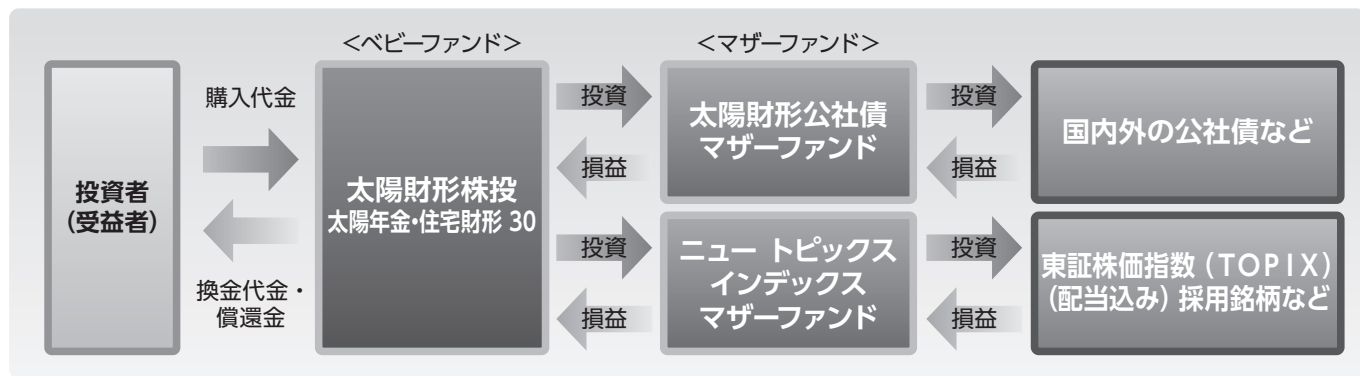 <ベビーファンド>
<マザーファンド>
投資者
(受益者)
購入代金
換金代金・
償還金
太陽財形株投
太陽年金・住宅財形 30
投資
損益
投資
損益
太陽財形公社債
マザーファンド
ニュー トピックス
インデックス
マザーファンド
投資
損益
投資
損益
国内外の公社債など
東証株価指数(TOPIX)
(配当込み)採用銘柄など